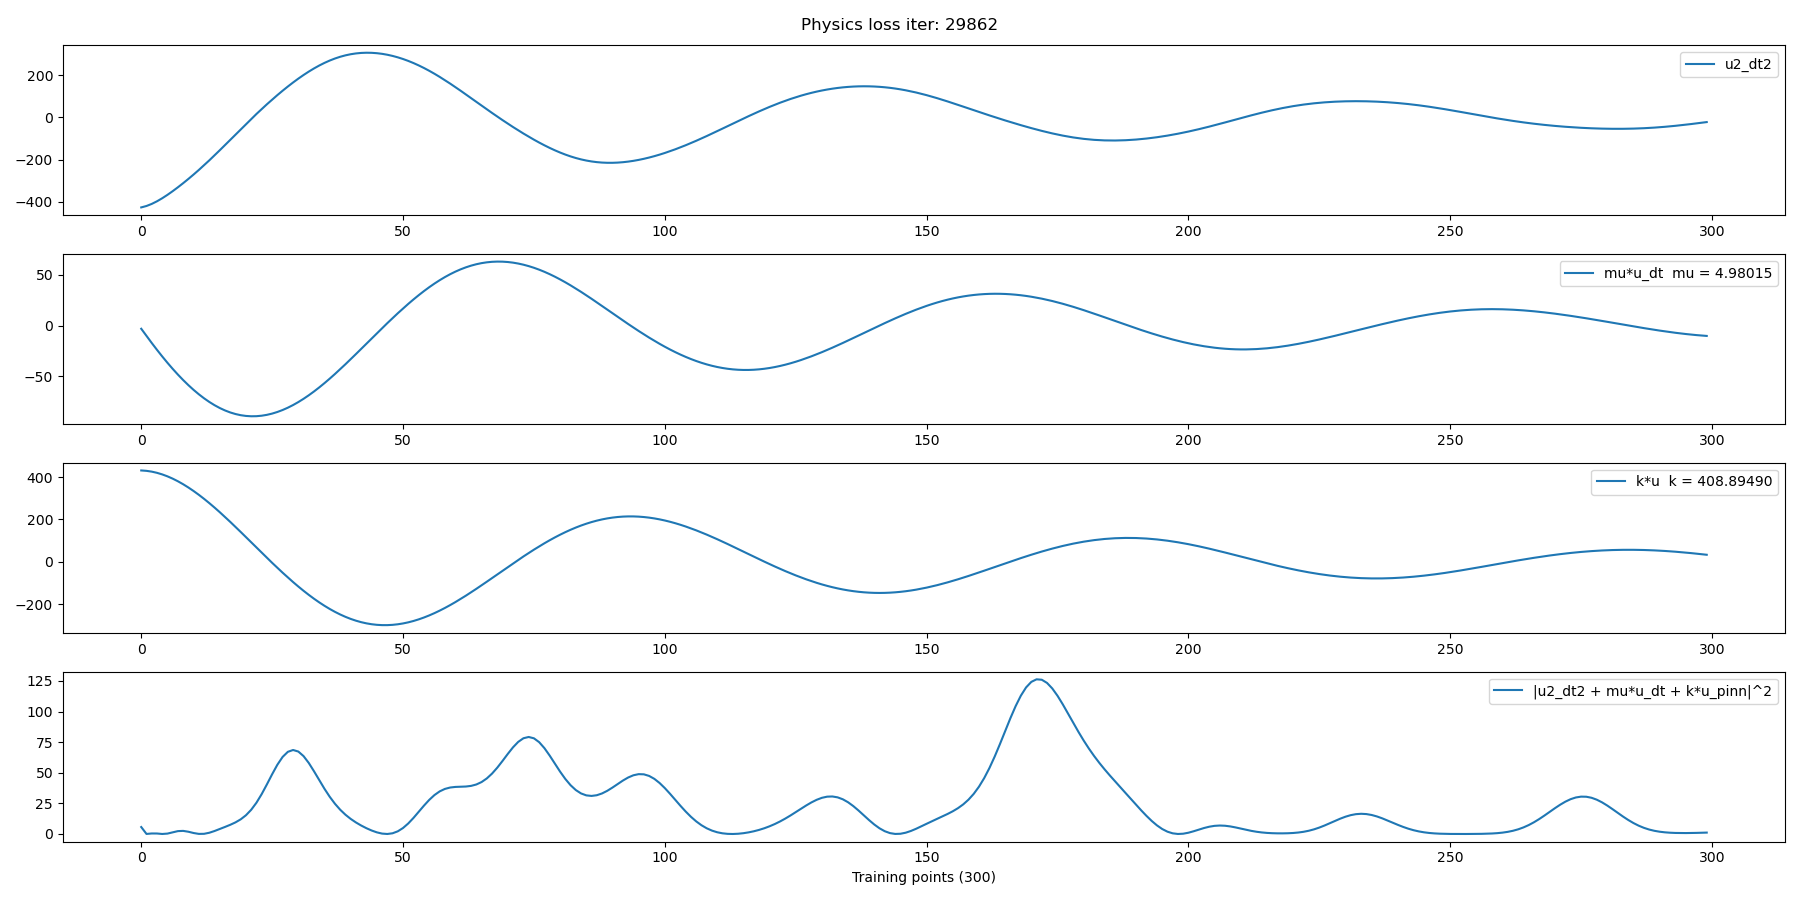 Physics loss iter: 29862
u2_dt2
200
0
−200
−400
0 50 100 150 200 250 300
mu*u_dt mu = 4.98015
50
0
−50
0 50 100 150 200 250 300
k*u k = 408.89490
400
200
0
−200
0 50 100 150 200 250 300
|u2_dt2 + mu*u_dt + k*u_pinn|^2
125
100
75
50
25
0
0 50 100 150 200 250 300
Training points (300)